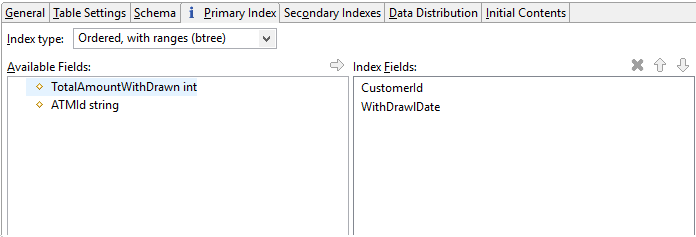 General Table Settings Schema i Primary Index Secondary Indexes Data Distribution Initial Contents
Index type: Ordered, with ranges (btree)
Available Fields: Index Fields:
TotalAmountWithDrawn int CustomerId
ATMId string WithDrawlDate